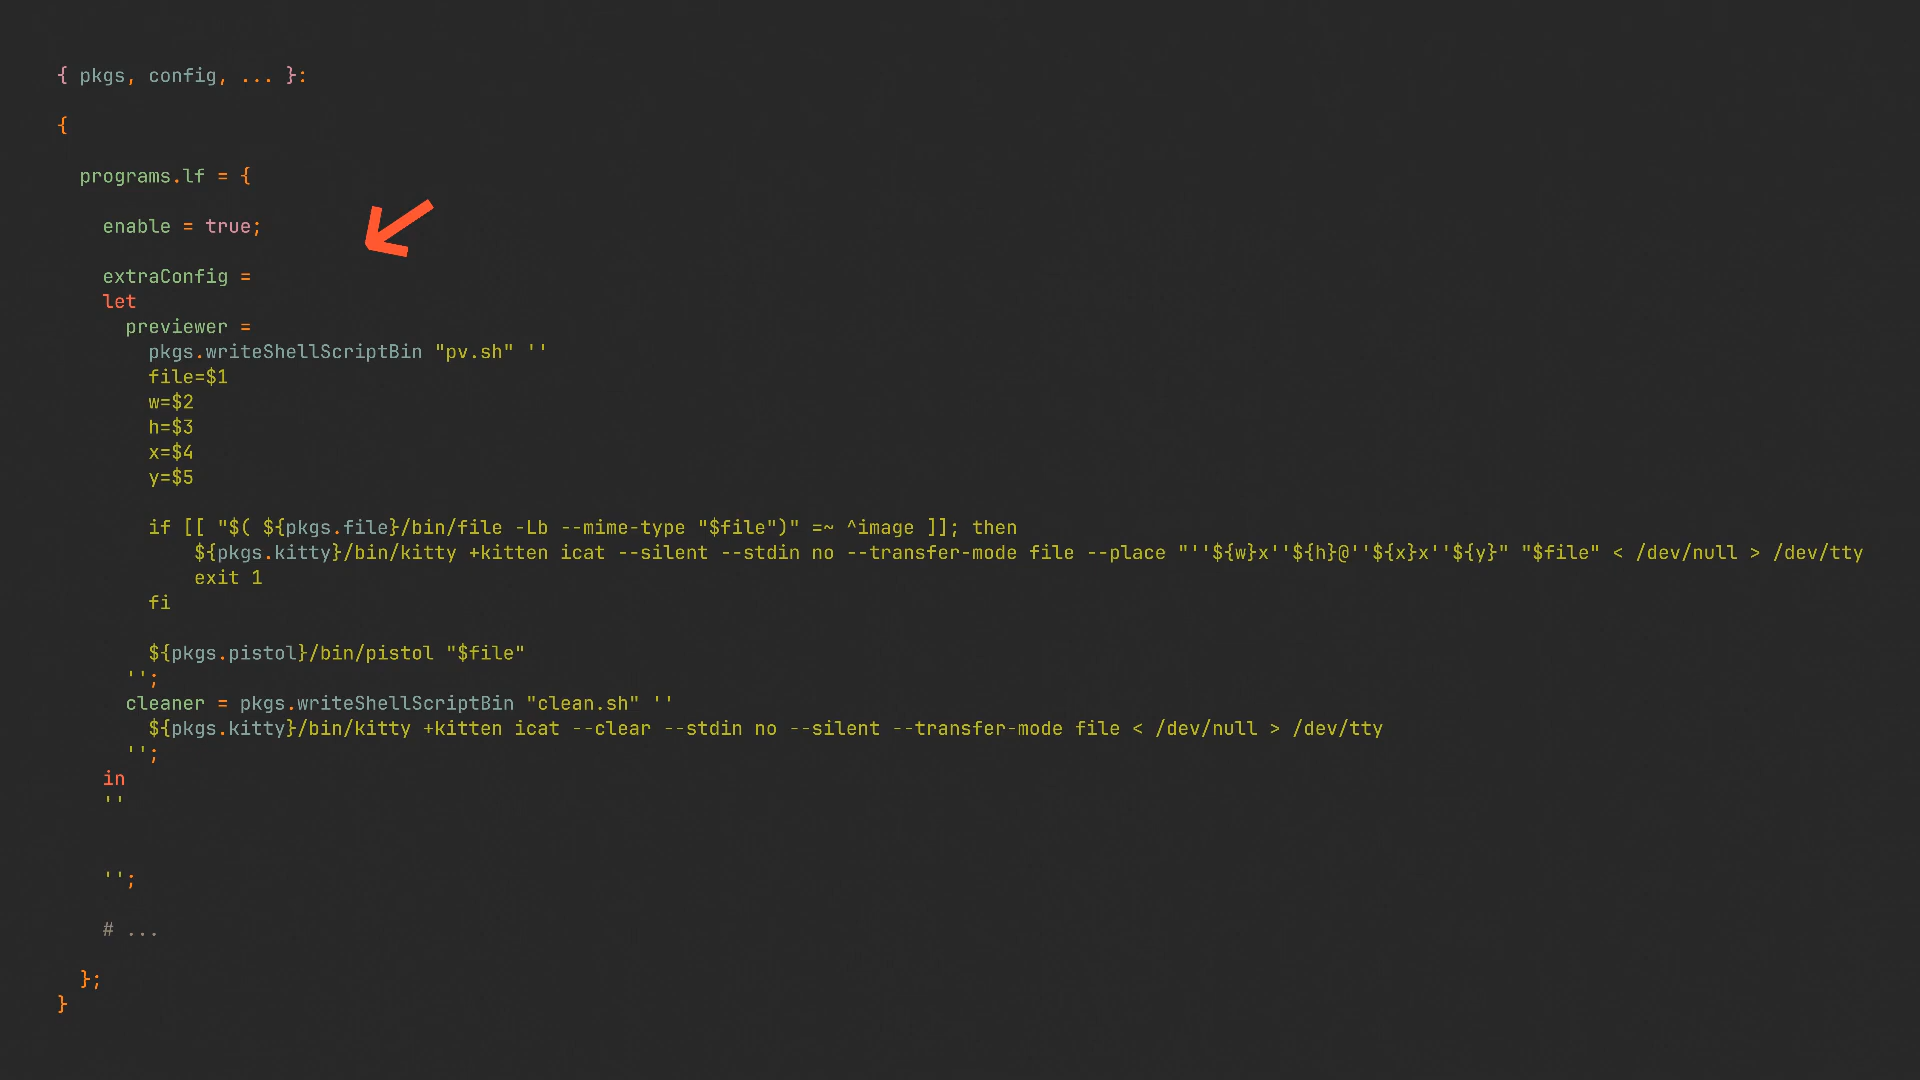 { pkgs, config, ... }:
{
programs.lf = {
enable = true;
extraConfig =
let
previewer =
pkgs.writeShellScriptBin "pv.sh" ''
file=$1
w=$2
h=$3
x=$4
y=$5
if [[ "$( ${pkgs.file}/bin/file -Lb --mime-type "$file")" =~ ^image ]]; then
${pkgs.kitty}/bin/kitty +kitten icat --silent --stdin no --transfer-mode file --place "''${w}x''${h}@''${x}x''${y}" "$file" < /dev/null > /dev/tty
exit 1
fi
${pkgs.pistol}/bin/pistol "$file"
'';
cleaner = pkgs.writeShellScriptBin "clean.sh" ''
${pkgs.kitty}/bin/kitty +kitten icat --clear --stdin no --silent --transfer-mode file < /dev/null > /dev/tty
'';
in
''
'';
# ...
};
}